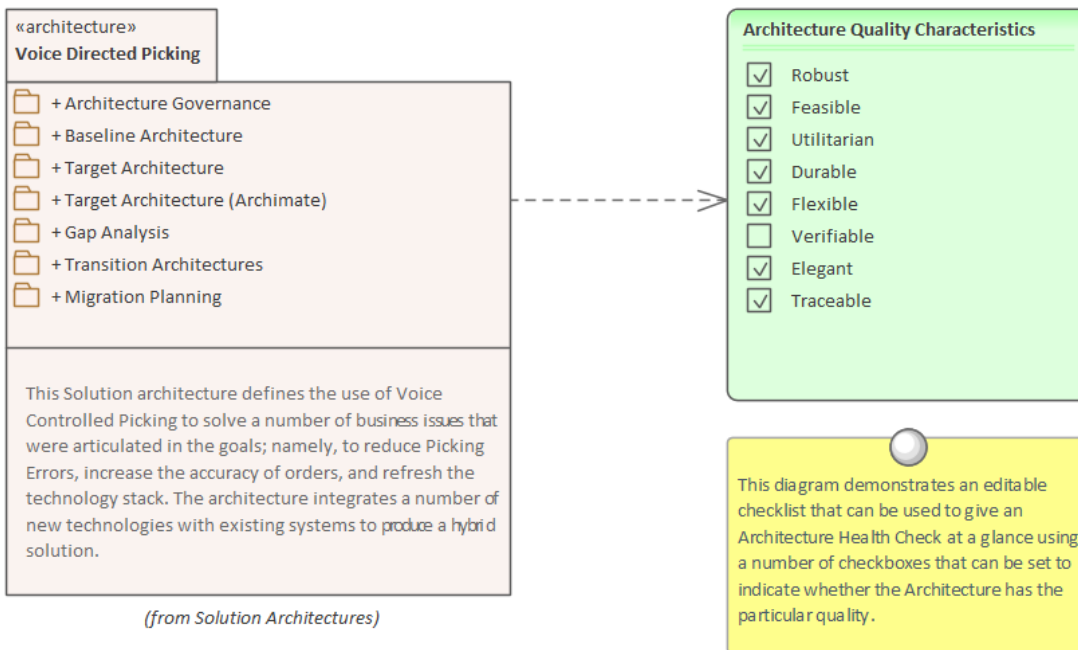 «architecture»
Voice Directed Picking
+ Architecture Governance
+ Baseline Architecture
+ Target Architecture
+ Target Architecture (Archimate)
+ Gap Analysis
+ Transition Architectures
+ Migration Planning
This Solution architecture defines the use of Voice
Controlled Picking to solve a number of business issues that
were articulated in the goals; namely, to reduce Picking
Errors, increase the accuracy of orders, and refresh the
technology stack. The architecture integrates a number of
new technologies with existing systems to produce a hybrid
solution.
(from Solution Architectures)
Architecture Quality Characteristics
Robust
Feasible
Utilitarian
Durable
Flexible
Verifiable
Elegant
Traceable
This diagram demonstrates an editable
checklist that can be used to give an
Architecture Health Check at a glance using
a number of checkboxes that can be set to
indicate whether the Architecture has the
particular quality.